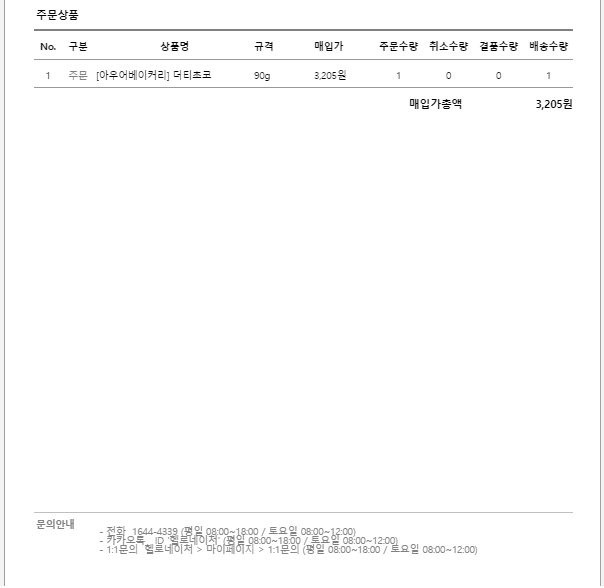 주문상품
No. 구분 상품명 규격 매입가 주문수량 취소수량 결품수량 배송수량
1 주문 [아우어베이커리] 더티초코 90g 3,205원 1 0 0 1
매입가총액 3,205원
문의안내
- 전화 1644-4339 (평일 08:00~18:00 / 토요일 08:00~12:00)
- 카카오톡 ID '헬로네이처' (평일 08:00~18:00 / 토요일 08:00~12:00)
- 1:1문의 헬로네이처 > 마이페이지 > 1:1문의 (평일 08:00~18:00 / 토요일 08:00~12:00)